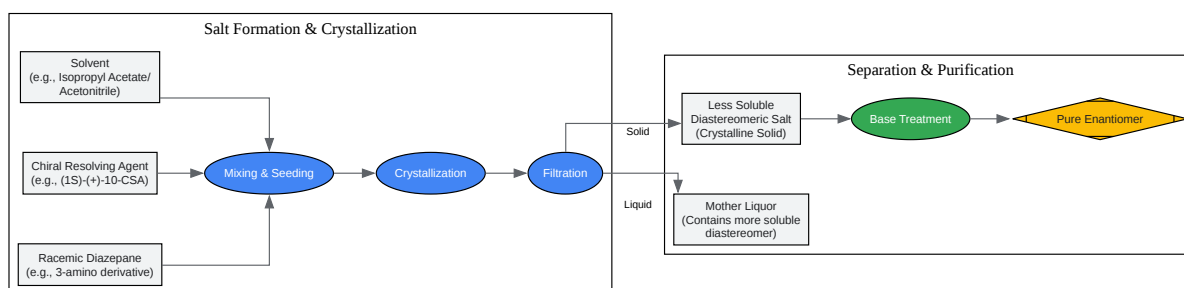 Salt Formation & Crystallization
Solvent
(e.g., Isopropyl Acetate/
Acetonitrile)
Chiral Resolving Agent
(e.g., (1S)-(+)-10-CSA)
Racemic Diazepane
(e.g., 3-amino derivative)
Mixing & Seeding
Crystallization
Filtration
Solid
Liquid
Separation & Purification
Less Soluble
Diastereomeric Salt
(Crystalline Solid)
Base Treatment
Pure Enantiomer
Mother Liquor
(Contains more soluble
diastereomer)